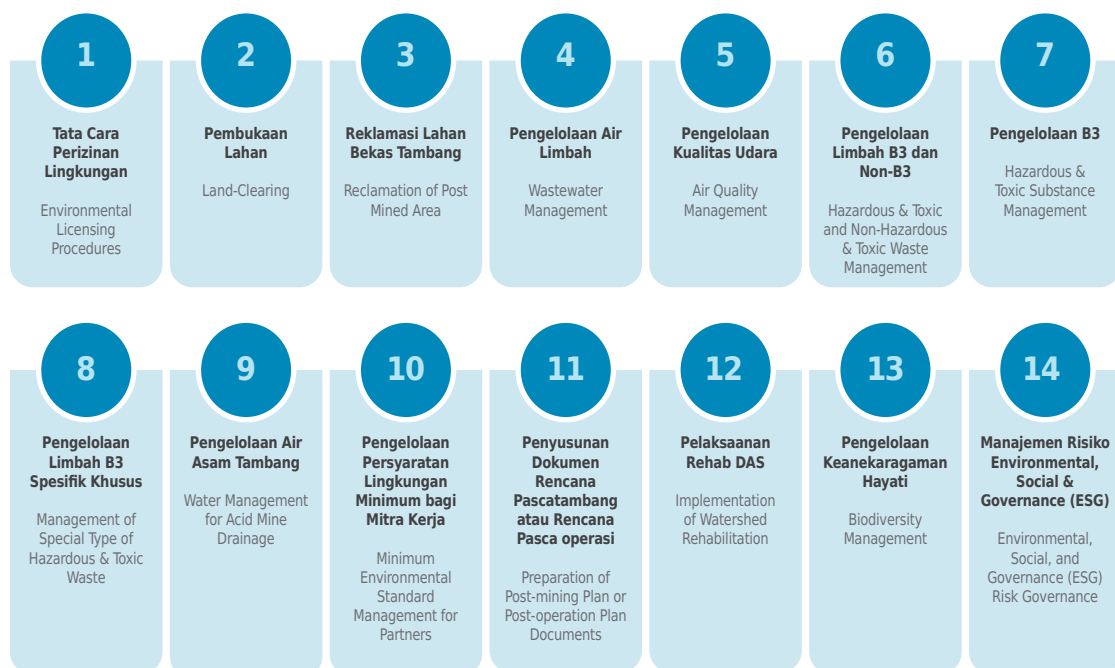 1
Tata Cara
Perizinan
Lingkungan
Environmental
Licensing
Procedures
2
Pembukaan
Lahan
Land-Clearing
3
Reklamasi Lahan
Bekas Tambang
Reclamation of Post
Mined Area
4
Pengelolaan Air
Limbah
Wastewater
Management
5
Pengelolaan
Kualitas Udara
Air Quality
Management
6
Pengelolaan
Limbah B3 dan
Non-B3
Hazardous & Toxic
and Non-Hazardous
& Toxic Waste
Management
7
Pengelolaan B3
Hazardous &
Toxic Substance
Management
8
Pengelolaan
Limbah B3
Spesifik Khusus
Management of
Special Type of
Hazardous & Toxic
Waste
9
Pengelolaan Air
Asam Tambang
Water Management
for Acid Mine
Drainage
10
Pengelolaan
Persyaratan
Lingkungan
Minimum bagi
Mitra Kerja
Minimum
Environmental
Standard
Management for
Partners
11
Penyusunan
Dokumen
Rencana
Pascatambang
atau Rencana
Pasca operasi
Preparation of
Post-mining Plan or
Post-operation Plan
Documents
12
Pelaksanaan
Rehab DAS
Implementation
of Watershed
Rehabilitation
13
Pengelolaan
Keanekaragaman
Hayati
Biodiversity
Management
14
Manajemen Risiko
Environmental,
Social &
Governance (ESG)
Environmental,
Social, and
Governance (ESG)
Risk Governance